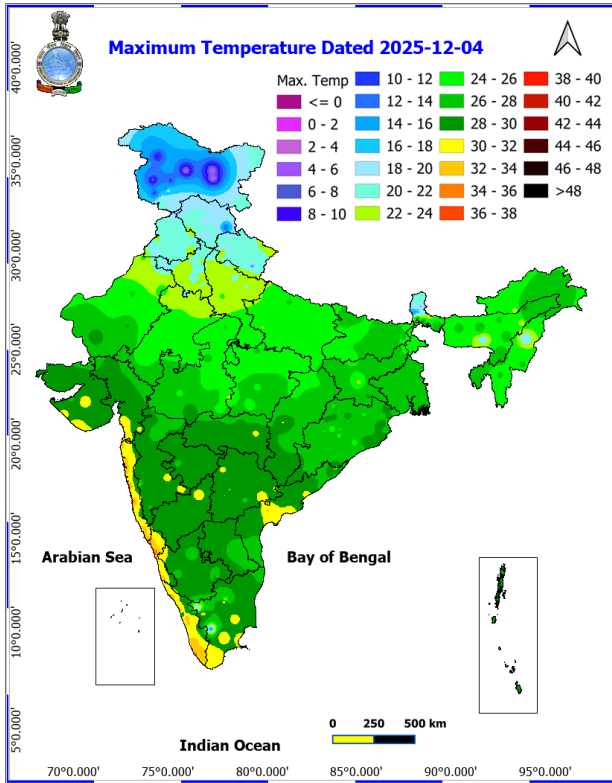 Maximum Temperature Dated 2025-12-04
Max. Temp
<= 0
0 - 2
2 - 4
4 - 6
6 - 8
8 - 10
10 - 12
12 - 14
14 - 16
16 - 18
18 - 20
20 - 22
22 - 24
24 - 26
26 - 28
28 - 30
30 - 32
32 - 34
34 - 36
36 - 38
38 - 40
40 - 42
42 - 44
44 - 46
46 - 48
>48
40°0.000'
35°0.000'
30°0.000'
25°0.000'
20°0.000'
15°0.000'
10°0.000'
5°0.000'
Arabian Sea
Bay of Bengal
Indian Ocean
0 250 500 km
70°0.000' 75°0.000' 80°0.000' 85°0.000' 90°0.000' 95°0.000'